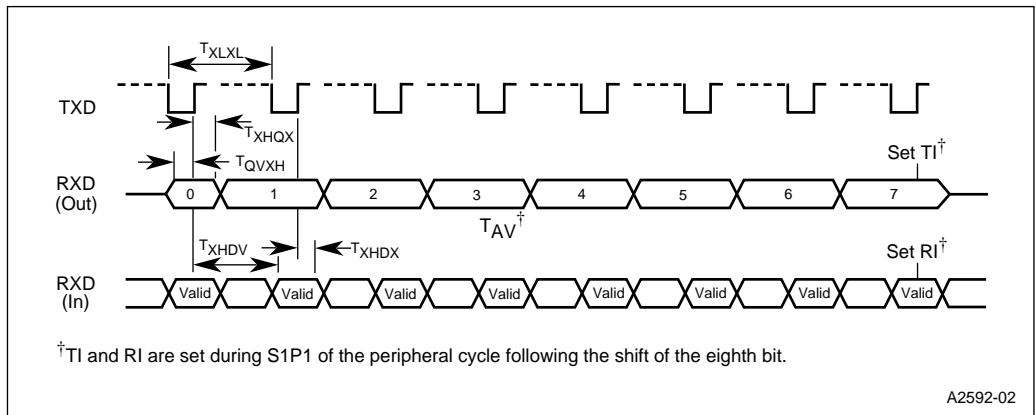 TXLXL
TXD
TXHQX
TQVXH
Set TI†
RXD
(Out)
0 1 2 3 4 5 6 7
TAV†
TXHDV
TXHDX
Set RI†
RXD
(In)
Valid Valid Valid Valid Valid Valid Valid Valid
†TI and RI are set during S1P1 of the peripheral cycle following the shift of the eighth bit.
A2592-02